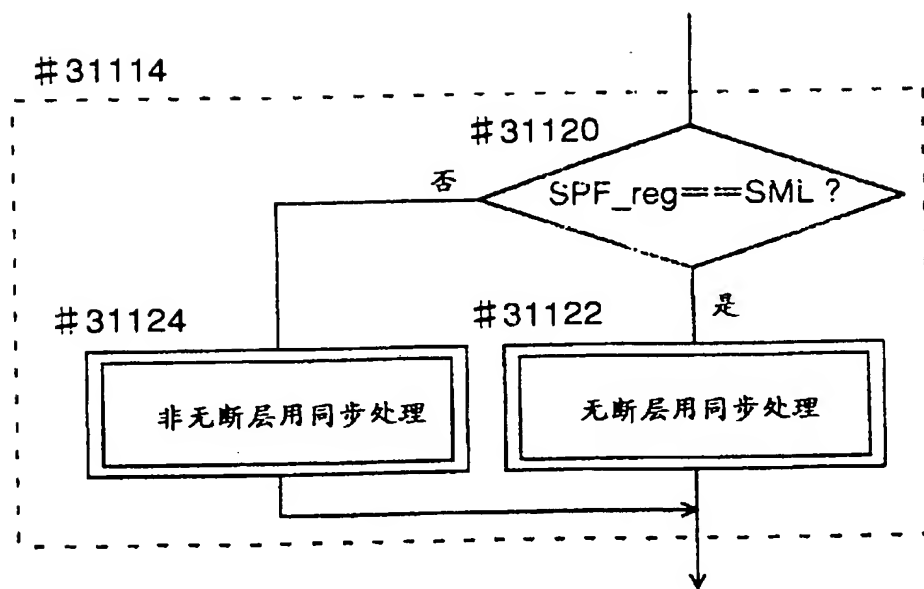 #31114
#31120
否
SPF_reg==SML ?
是
#31124
#31122
非无断层用同步处理
无断层用同步处理